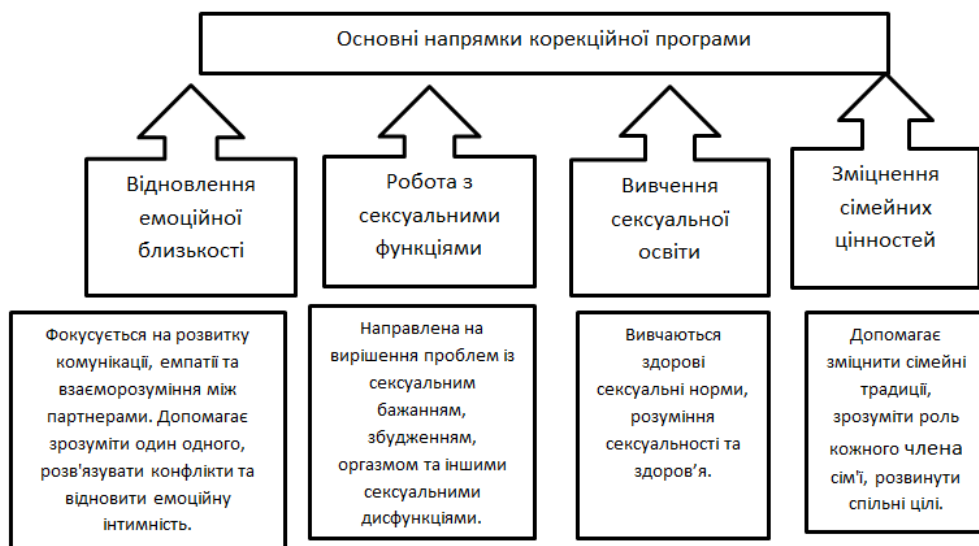 Основні напрямки корекційної програми
Відновлення
емоційної
близькості
Робота з
сексуальними
функціями
Вивчення
сексуальної
освіти
Зміцнення
сімейних
цінностей
Фокусується на розвитку
комунікації, емпатії та
взаєморозуміння між
партнерами. Допомагає
зрозуміти один одного,
розв'язувати конфлікти та
відновити емоційну
інтимність.
Направлена на
вирішення проблем із
сексуальним
бажанням,
збудженням,
оргазмом та іншими
сексуальними
дисфункціями.
Вивчаються
здорові
сексуальні норми,
розуміння
сексуальності та
здоров’я.
Допомагає
зміцнити сімейні
традиції,
зрозуміти роль
кожного члена
сім'ї, розвинути
спільні цілі.